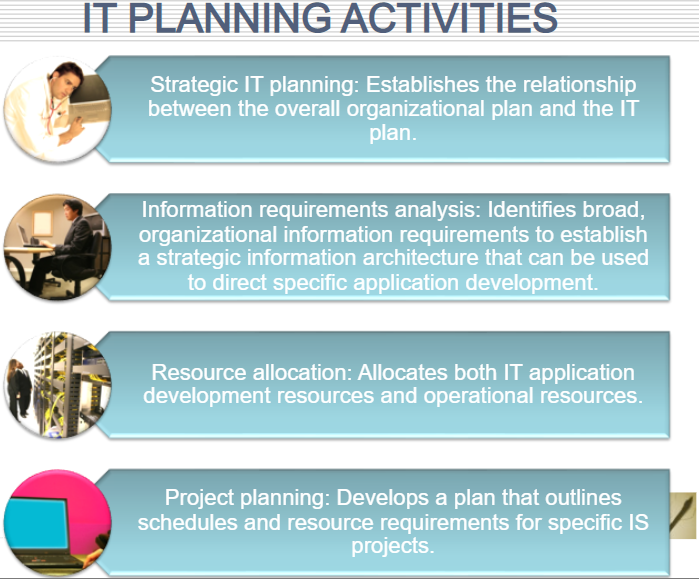 IT PLANNING ACTIVITIES
Strategic IT planning: Establishes the relationship
between the overall organizational plan and the IT
plan.
Information requirements analysis: Identifies broad,
organizational information requirements to establish
a strategic information architecture that can be used
to direct specific application development.
Resource allocation: Allocates both IT application
development resources and operational resources.
Project planning: Develops a plan that outlines
schedules and resource requirements for specific IS
projects.